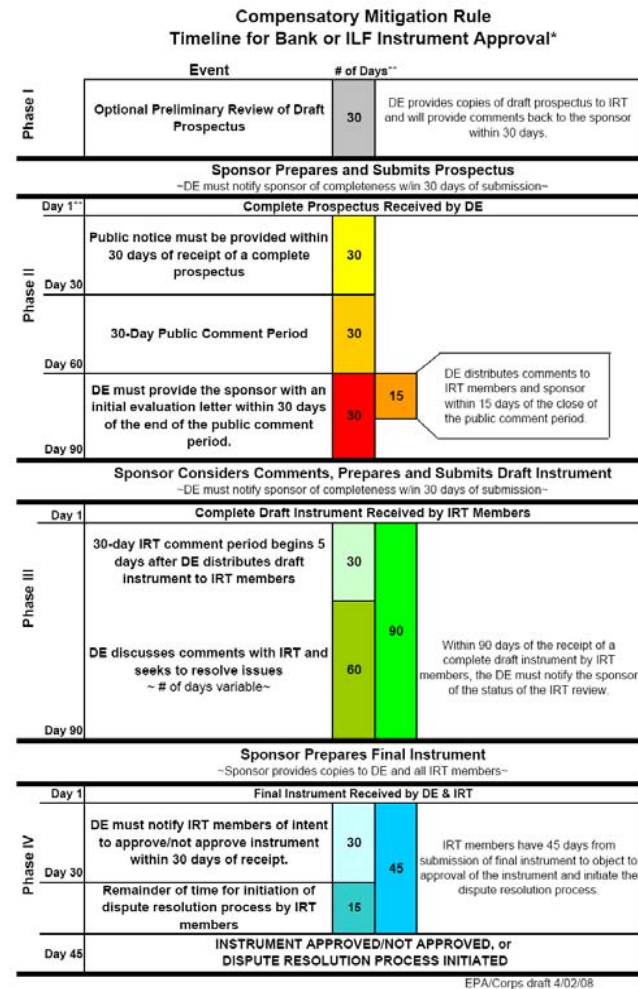 Compensatory Mitigation Rule
Timeline for Bank or ILF Instrument Approval*
Event
# of Days**
Phase I
Optional Preliminary Review of Draft
Prospectus
30
DE provides copies of draft prospectus to IRT
and will provide comments back to the sponsor
within 30 days.
Sponsor Prepares and Submits Prospectus
~DE must notify sponsor of completeness w/in 30 days of submission~
Day 1**
Complete Prospectus Received by DE
Phase II
Public notice must be provided within
30 days of receipt of a complete
prospectus
30
Day 30
30-Day Public Comment Period
30
Day 60
DE must provide the sponsor with an
initial evaluation letter within 30 days
of the end of the public comment
period.
30
15
DE distributes comments to
IRT members and sponsor
within 15 days of the close of
the public comment period.
Day 90
Sponsor Considers Comments, Prepares and Submits Draft Instrument
~DE must notify sponsor of completeness w/in 30 days of submission~
Day 1
Complete Draft Instrument Received by IRT Members
Phase III
30-day IRT comment period begins 5
days after DE distributes draft
instrument to IRT members
30
90
DE discusses comments with IRT and
seeks to resolve issues
~ # of days variable~
60
Within 90 days of the receipt of a
complete draft instrument by IRT
members, the DE must notify the sponsor
of the status of the IRT review.
Day 90
Sponsor Prepares Final Instrument
~Sponsor provides copies to DE and all IRT members~
Day 1
Final Instrument Received by DE & IRT
Phase IV
DE must notify IRT members of intent
to approve/not approve instrument
within 30 days of receipt.
30
45
IRT members have 45 days from
submission of final instrument to object to
approval of the instrument and initiate the
dispute resolution process.
Day 30
Remainder of time for initiation of
dispute resolution process by IRT
members
15
Day 45
INSTRUMENT APPROVED/NOT APPROVED, or
DISPUTE RESOLUTION PROCESS INITIATED
EPA/Corps draft 4/02/08